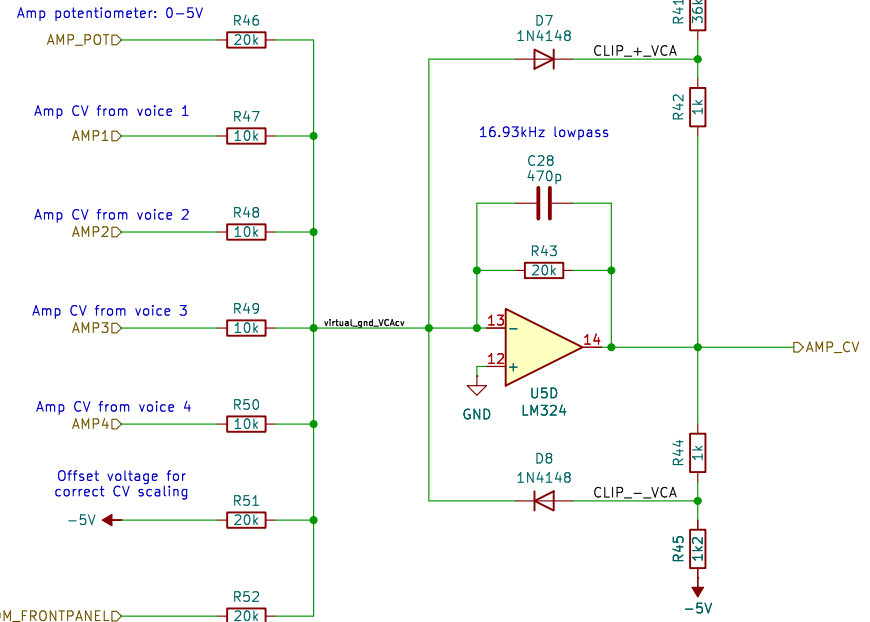 Amp potentiometer: 0-5V
AMP_POT
R46
20k
Amp CV from voice 1
AMP1
R47
10k
Amp CV from voice 2
AMP2
R48
10k
Amp CV from voice 3
AMP3
R49
10k
Amp CV from voice 4
AMP4
R50
10k
Offset voltage for
correct CV scaling
-5V
R51
20k
M_FRONTPANEL
R52
20k
virtual_gnd_VCAcv
D7
1N4148
CLIP_+_VCA
R41
36k
R42
1k
16.93kHz lowpass
C28
470p
R43
20k
13
-
12
+
14
GND
U5D
LM324
AMP_CV
D8
1N4148
CLIP_-_VCA
R44
1k
R45
1k2
-5V